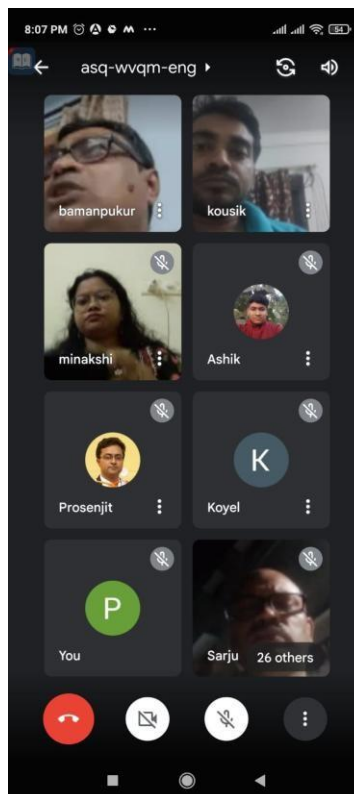 8:07 PM
54
asq-wvqm-eng
bamanpukur
kousik
minakshi
Ashik
Prosenjit
K
Koyel
P
You
Sarju
26 others